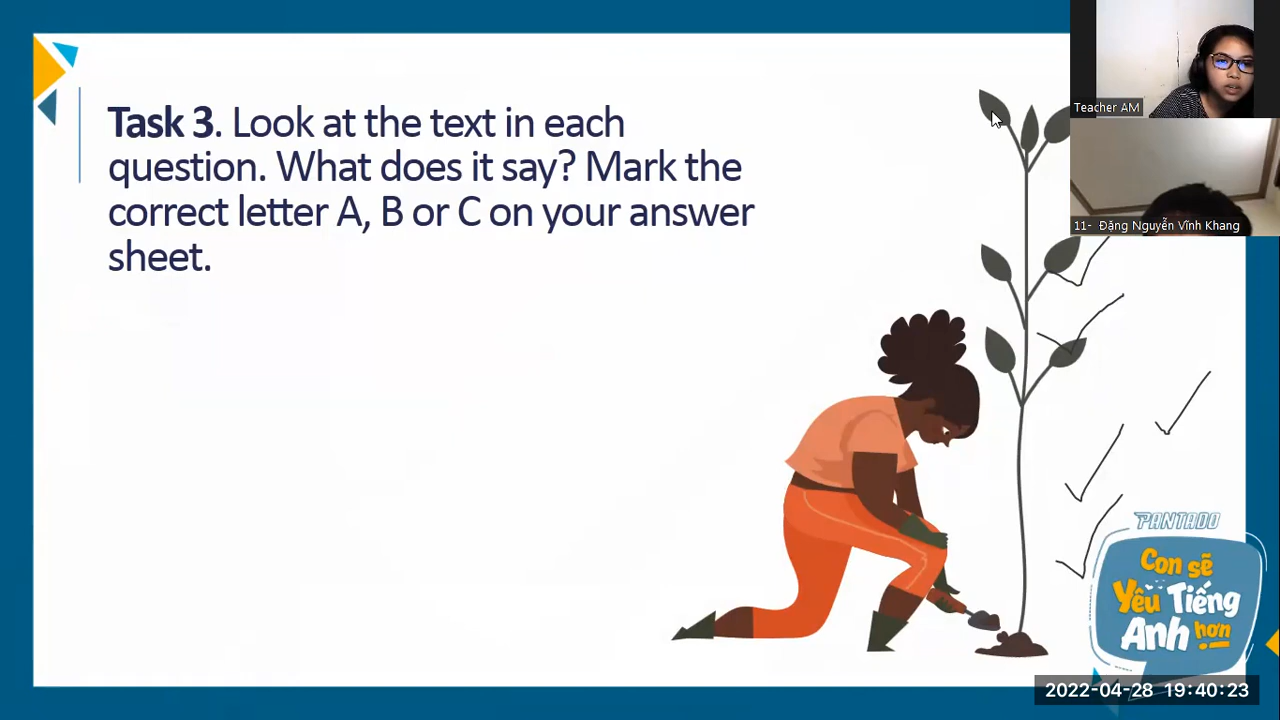 Task 3. Look at the text in each
question. What does it say? Mark the
correct letter A, B or C on your answer
sheet.
Teacher AM
11- Đặng Nguyễn Vĩnh Khang
PANTADO
Con sẽ
Yêu Tiếng
Anh hơn
2022-04-28 19:40:23